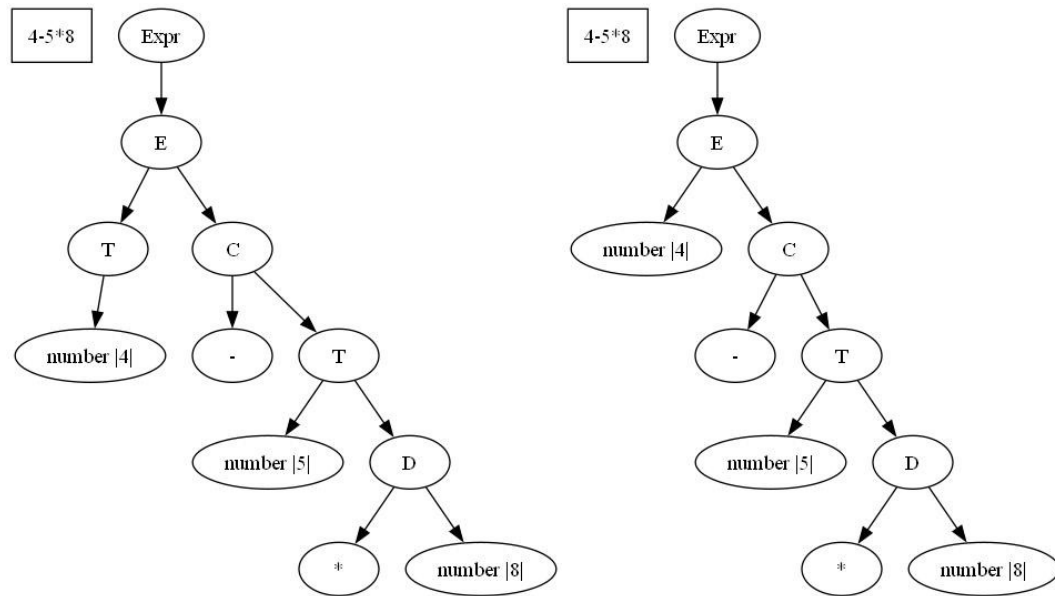 4-5*8
Expr
E
T
C
number |4|
-
T
number |5|
D
*
number |8|
4-5*8
Expr
E
number |4|
C
-
T
number |5|
D
*
number |8|